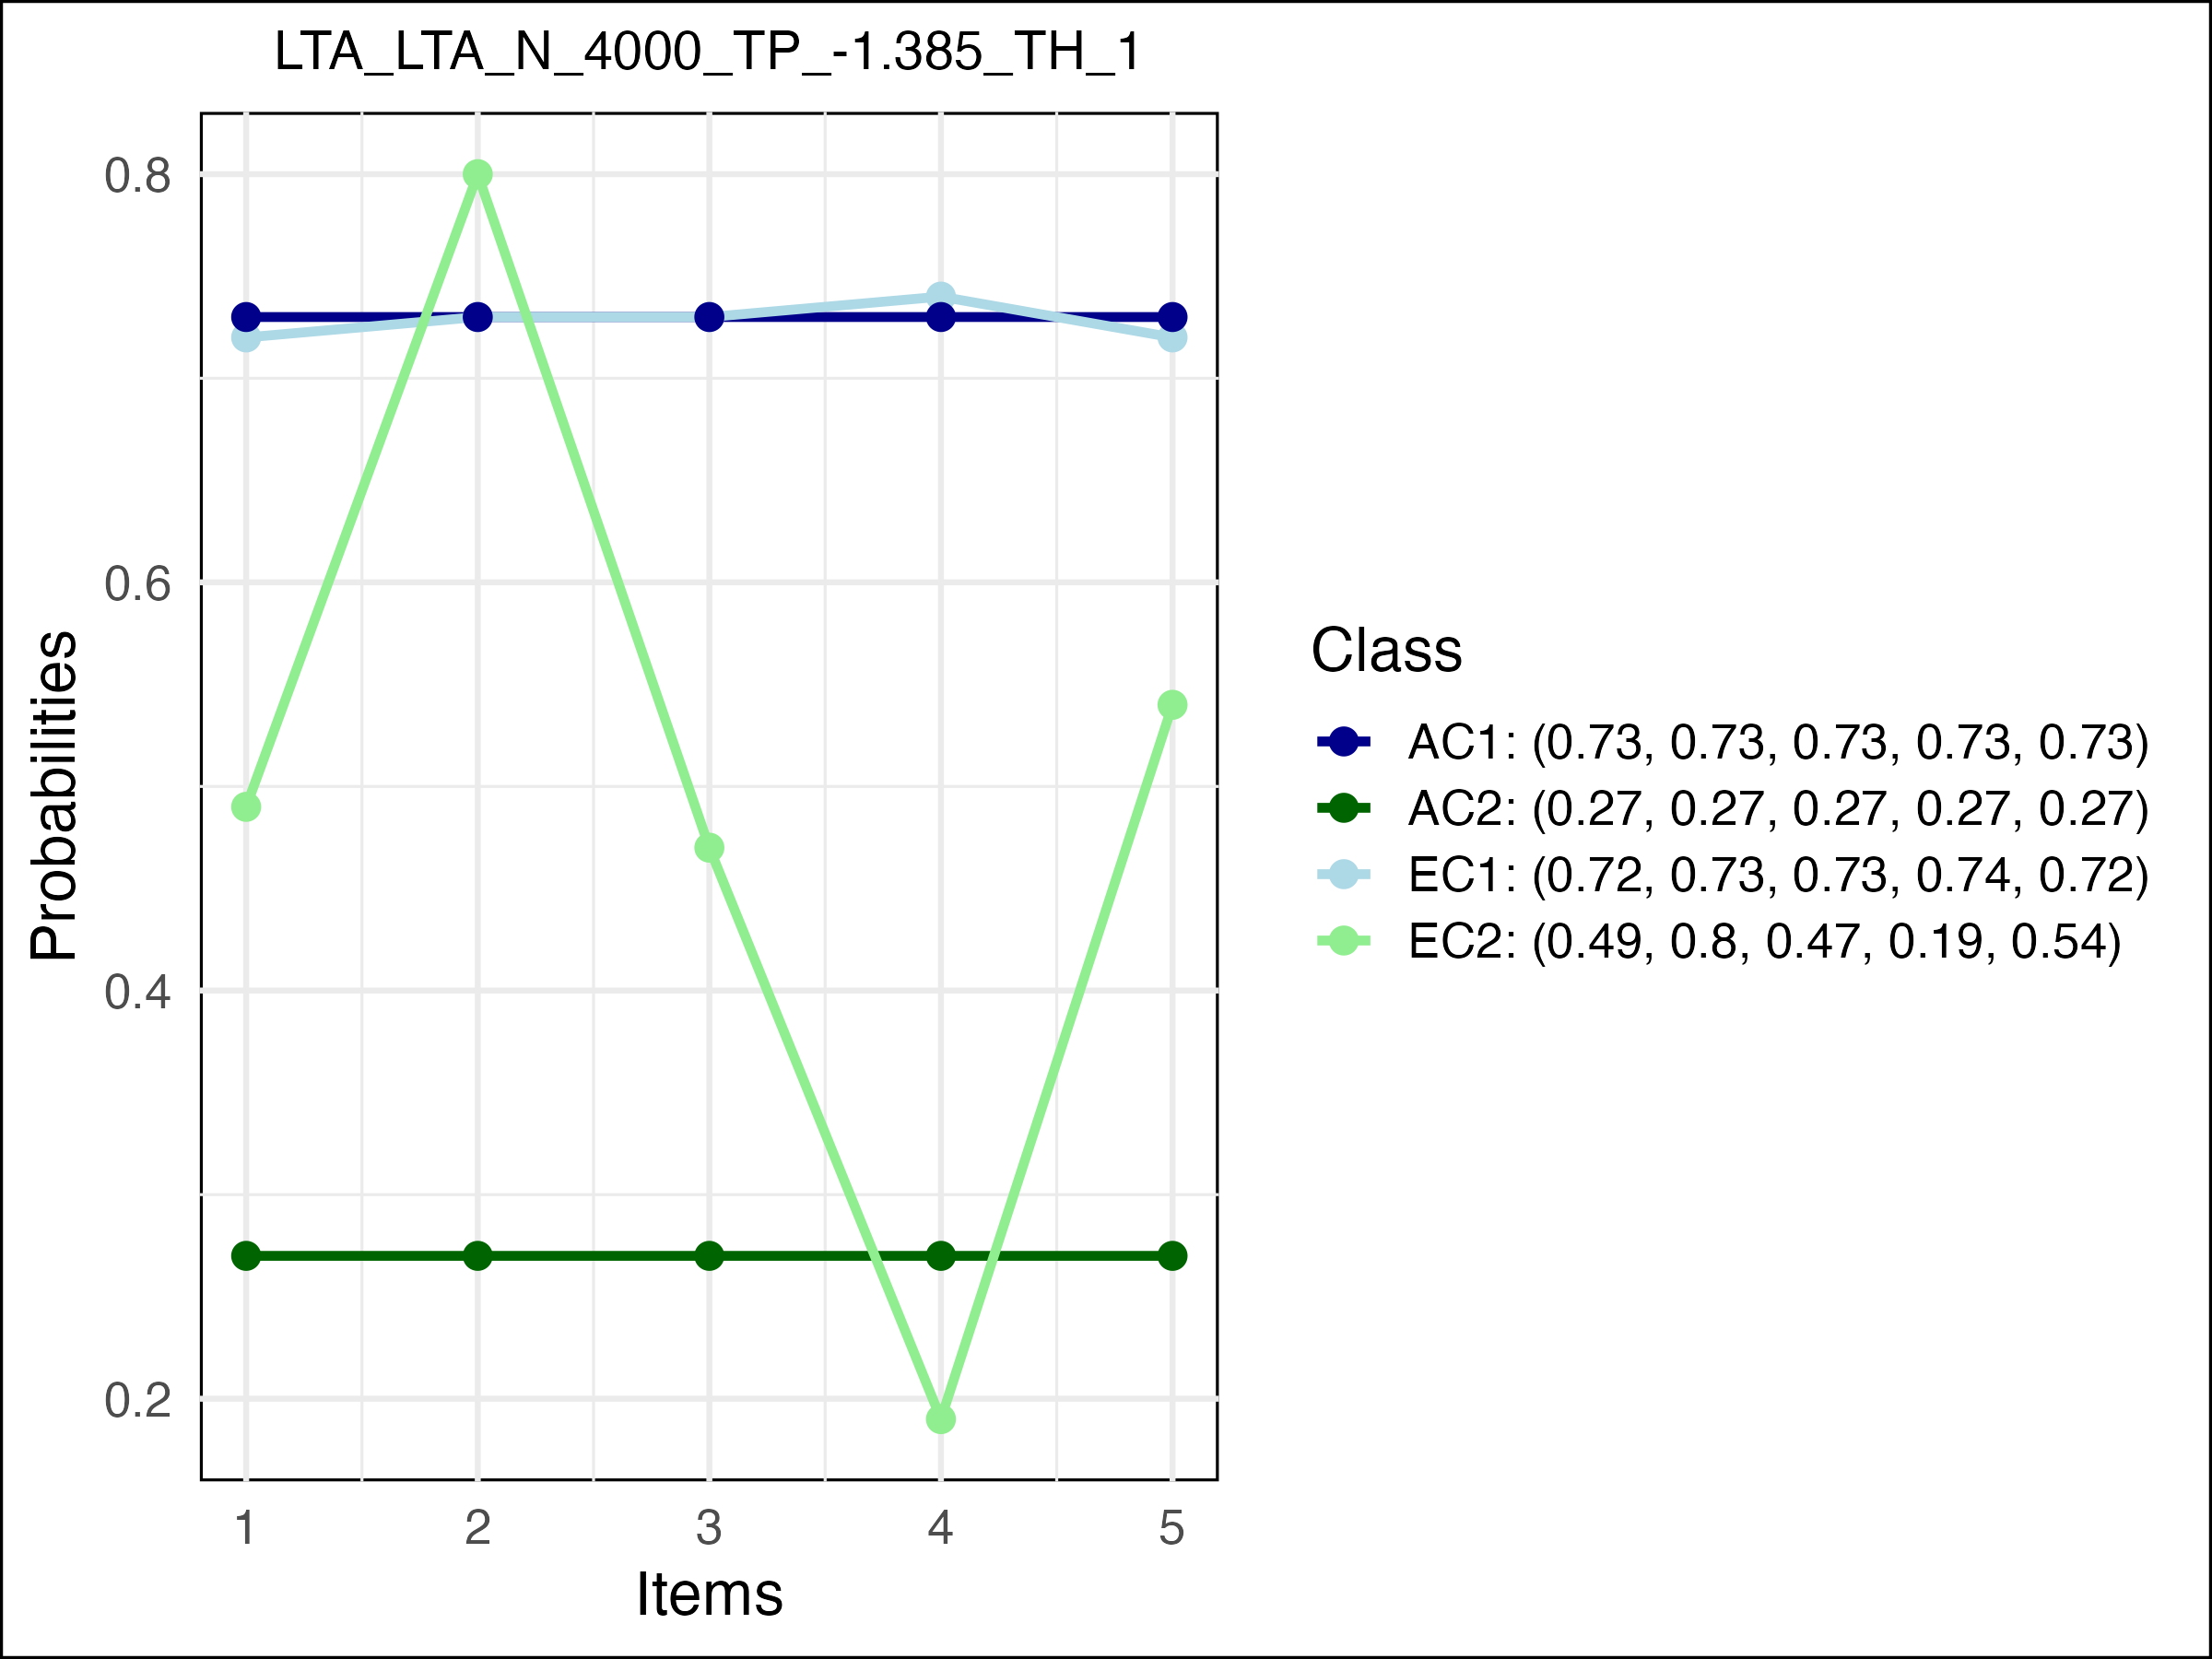 LTA_LTA_N_4000_TP_-1.385_TH_1
0.8
0.6
0.4
0.2
Probabilities
1 2 3 4 5
Items
Class
AC1: (0.73, 0.73, 0.73, 0.73, 0.73)
AC2: (0.27, 0.27, 0.27, 0.27, 0.27)
EC1: (0.72, 0.73, 0.73, 0.74, 0.72)
EC2: (0.49, 0.8, 0.47, 0.19, 0.54)